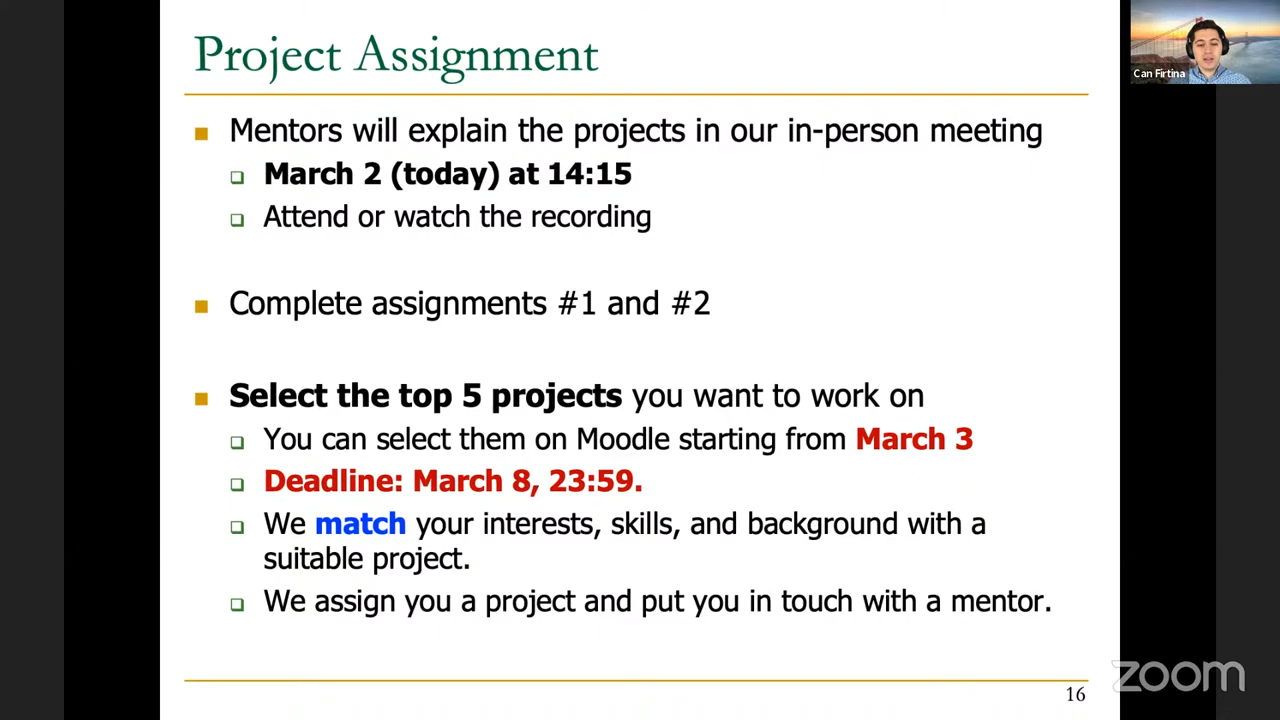 Project Assignment
Can Firtina
Mentors will explain the projects in our in-person meeting
March 2 (today) at 14:15
Attend or watch the recording
Complete assignments #1 and #2
Select the top 5 projects you want to work on
You can select them on Moodle starting from March 3
Deadline: March 8, 23:59.
We match your interests, skills, and background with a
suitable project.
We assign you a project and put you in touch with a mentor.
zoom
16